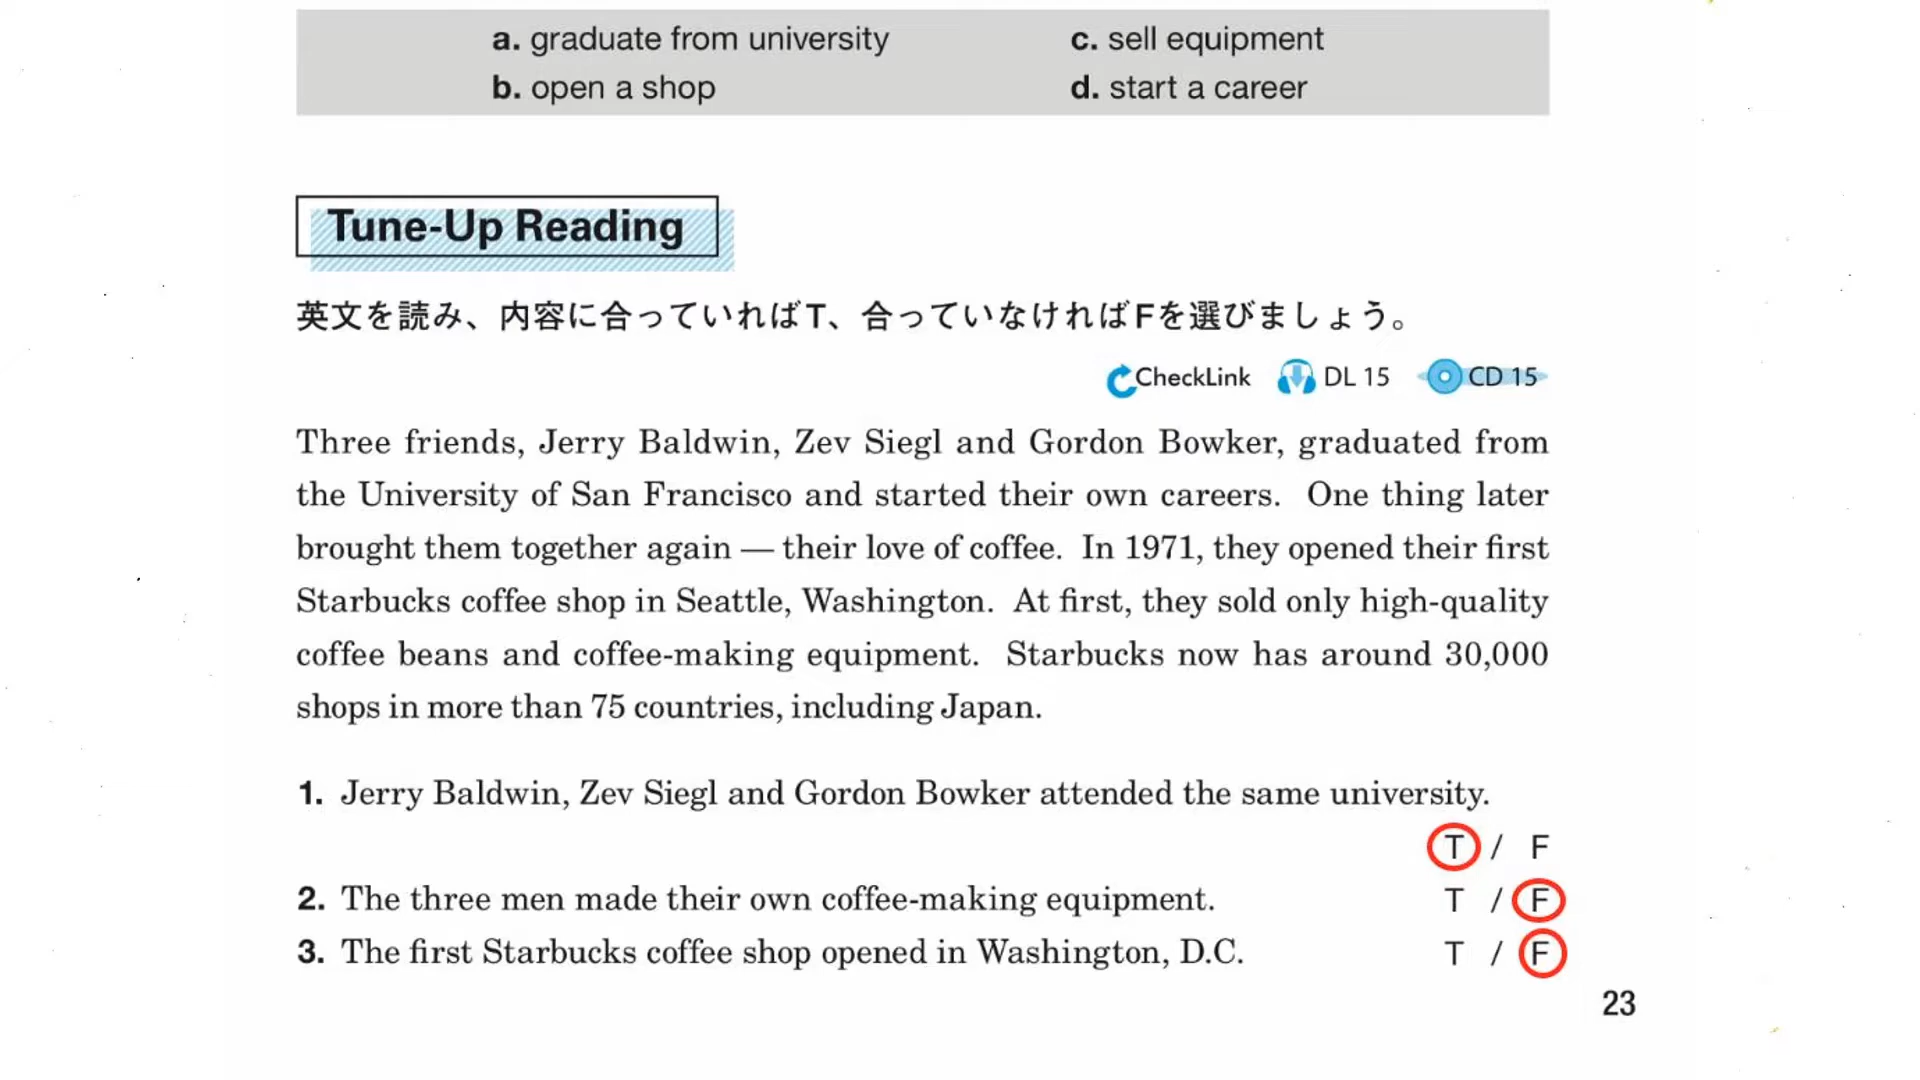 a. graduate from university
c. sell equipment
b. open a shop
d. start a career
Tune-Up Reading
英文を読み、内容に合っていればT、合っていなければFを選びましょう。
CheckLink DL 15 CD 15
Three friends, Jerry Baldwin, Zev Siegl and Gordon Bowker, graduated from
the University of San Francisco and started their own careers. One thing later
brought them together again — their love of coffee. In 1971, they opened their first
Starbucks coffee shop in Seattle, Washington. At first, they sold only high-quality
coffee beans and coffee-making equipment. Starbucks now has around 30,000
shops in more than 75 countries, including Japan.
1. Jerry Baldwin, Zev Siegl and Gordon Bowker attended the same university.
T / F
2. The three men made their own coffee-making equipment. T / F
3. The first Starbucks coffee shop opened in Washington, D.C. T / F
23